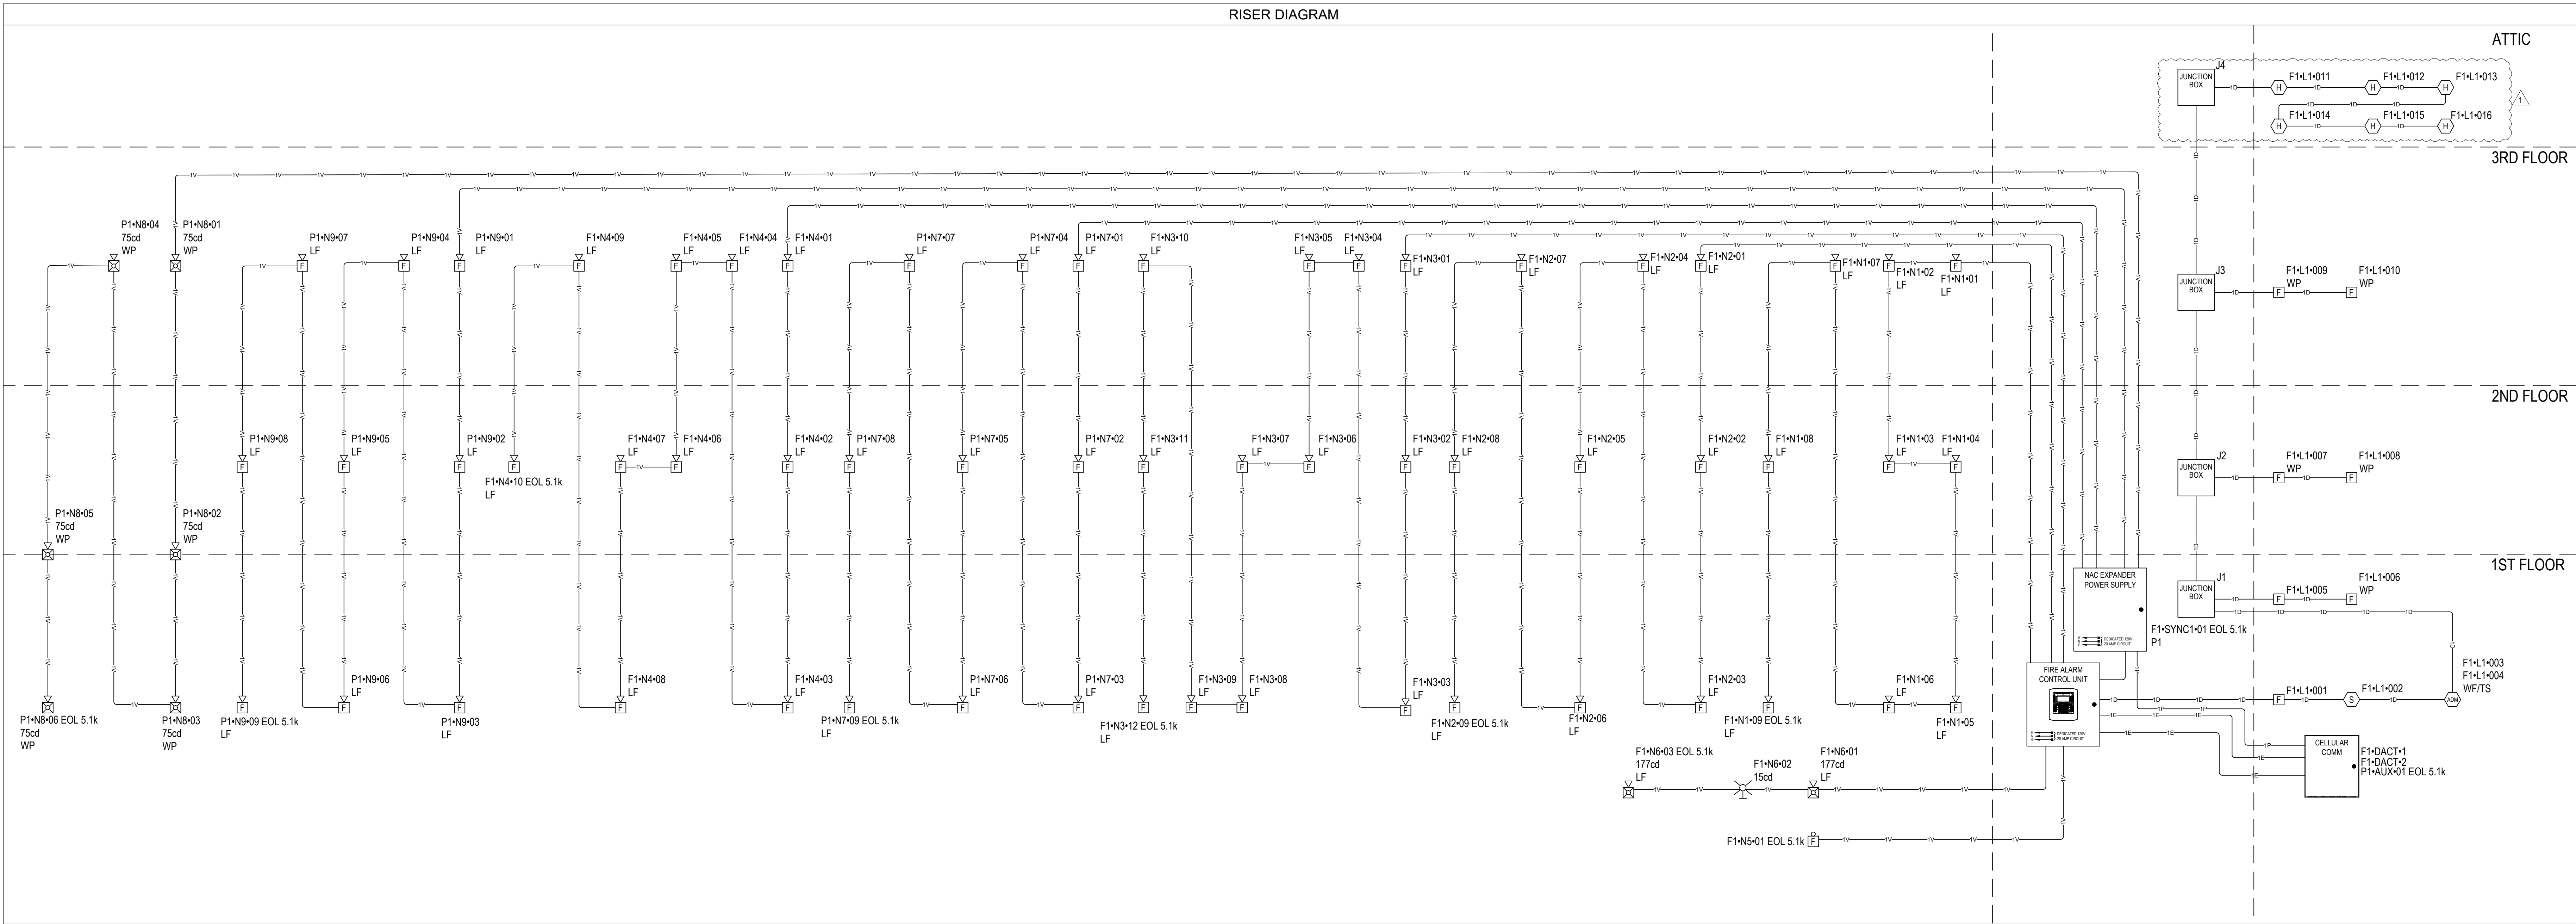 RISER DIAGRAM
ATTIC
J4
JUNCTION
BOX
F1•L1•011
F1•L1•012
F1•L1•013
F1•L1•014
F1•L1•015
F1•L1•016
H
H
H
H
H
H
1
1D
3RD FLOOR
1V
P1•N8•04
75cd
WP
P1•N8•01
75cd
WP
P1•N9•07
LF
P1•N9•04
LF
P1•N9•01
LF
F1•N4•09
LF
F1•N4•05
LF
F1•N4•04
LF
F1•N4•01
LF
P1•N7•07
LF
P1•N7•04
LF
P1•N7•01
LF
F1•N3•10
LF
F1•N3•05
LF
F1•N3•04
LF
F1•N3•01
LF
F1•N2•07
LF
F1•N2•04
LF
F1•N2•01
LF
F1•N1•07
LF
F1•N1•02
LF
F1•N1•01
LF
J3
JUNCTION
BOX
F1•L1•009
WP
F1•L1•010
WP
2ND FLOOR
P1•N9•08
LF
P1•N9•05
LF
P1•N9•02
LF
F1•N4•10 EOL 5.1k
LF
F1•N4•07
LF
F1•N4•06
LF
F1•N4•02
LF
P1•N7•08
LF
P1•N7•05
LF
P1•N7•02
LF
F1•N3•11
LF
F1•N3•07
LF
F1•N3•06
LF
F1•N3•02
LF
F1•N2•08
LF
F1•N2•05
LF
F1•N2•02
LF
F1•N1•08
LF
F1•N1•03
LF
F1•N1•04
LF
J2
JUNCTION
BOX
F1•L1•007
WP
F1•L1•008
WP
P1•N8•05
75cd
WP
P1•N8•02
75cd
WP
1ST FLOOR
NAC EXPANDER
POWER SUPPLY
DEDICATED 120V
20 AMP CIRCUIT
F1•SYNC1•01 EOL 5.1k
P1
J1
JUNCTION
BOX
F1•L1•005
F1•L1•006
WP
P1•N8•06 EOL 5.1k
75cd
WP
P1•N8•03
75cd
WP
P1•N9•09 EOL 5.1k
LF
P1•N9•06
LF
P1•N9•03
LF
F1•N4•08
LF
F1•N4•03
LF
P1•N7•09 EOL 5.1k
LF
P1•N7•06
LF
P1•N7•03
LF
F1•N3•12 EOL 5.1k
LF
F1•N3•09
LF
F1•N3•08
LF
F1•N3•03
LF
F1•N2•09 EOL 5.1k
LF
F1•N2•06
LF
F1•N2•03
LF
F1•N1•09 EOL 5.1k
LF
F1•N1•06
LF
F1•N1•05
LF
FIRE ALARM
CONTROL UNIT
DEDICATED 120V
20 AMP CIRCUIT
F1•L1•001
F
F1•L1•002
S
ADM
F1•L1•003
F1•L1•004
WF/TS
1P
1E
CELLULAR
COMM
F1•DACT•1
F1•DACT•2
P1•AUX•01 EOL 5.1k
F1•N6•03 EOL 5.1k
177cd
LF
F1•N6•02
15cd
F1•N6•01
177cd
LF
F1•N5•01 EOL 5.1k
F